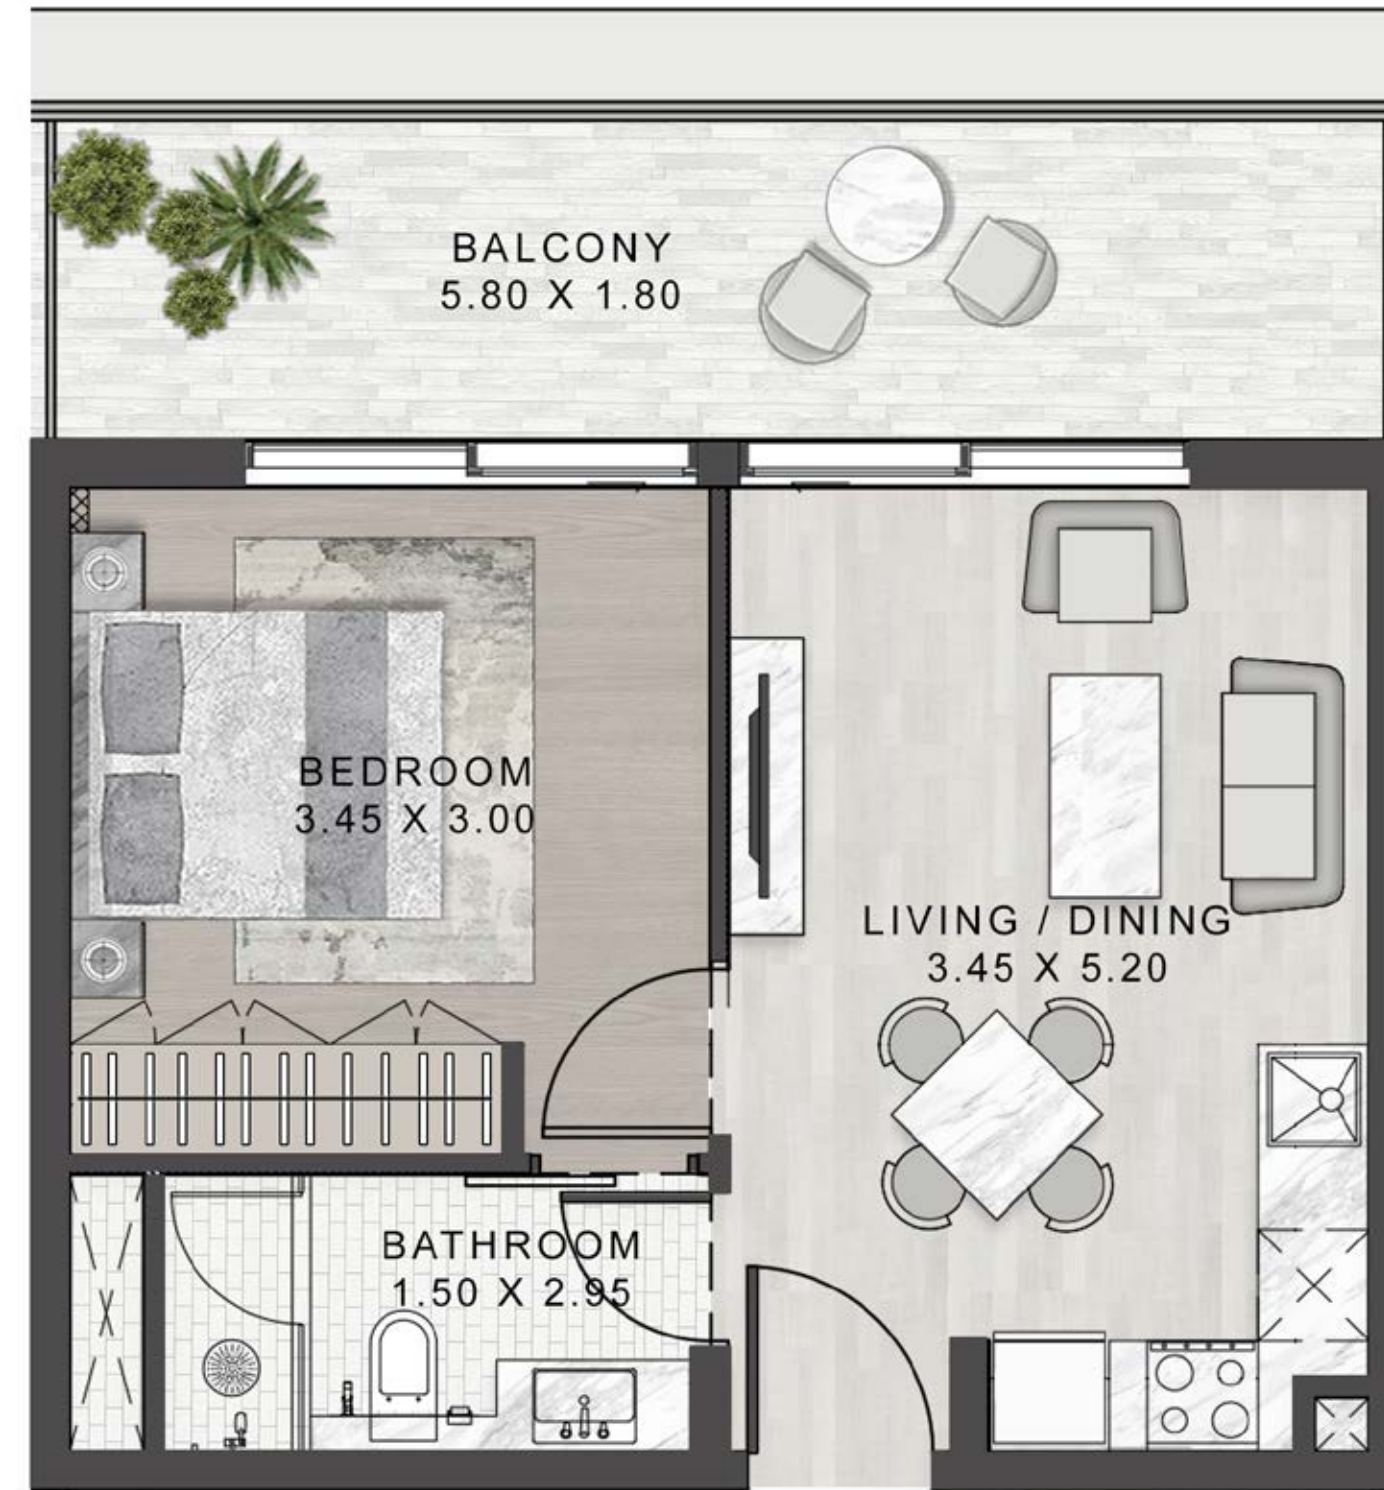 BALCONY
5.80 X 1.80
BEDROOM
3.45 X 3.00
LIVING / DINING
3.45 X 5.20
BATHROOM
1.50 X 2.95